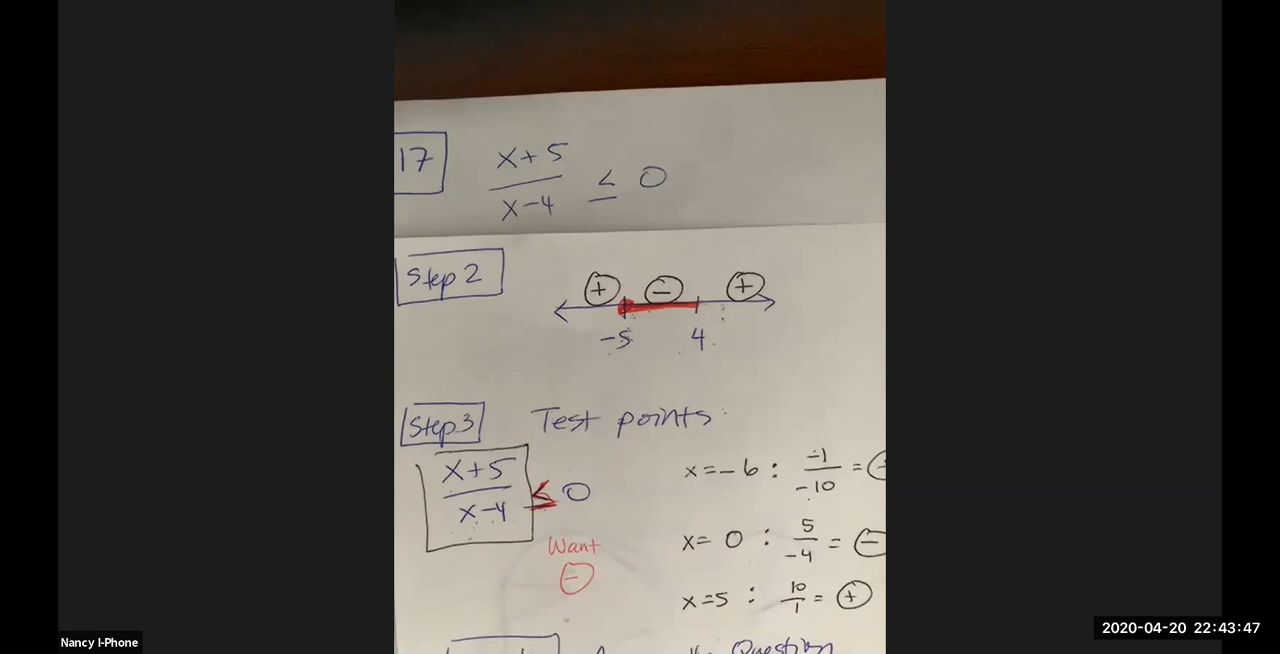 17
x+5
x-4
≤ 0
Step 2
+ - +
-5 4
Step 3 Test points:
x+5
x-4
≤ 0
Want
-
x=-6 : -1/-10 =
x= 0 : 5/-4 = -
x=5 : 10/1 = +
Question
Nancy I-Phone
2020-04-20 22:43:47